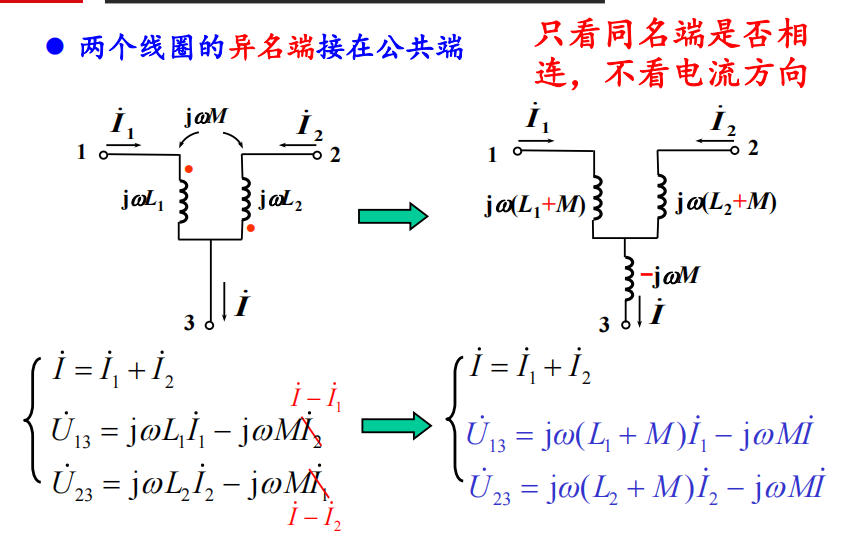 ● 两个线圈的异名端接在公共端
只看同名端是否相
连，不看电流方向
İ₁ jωM İ₂
1 2
jωL₁ jωL₂
3 İ
İ₁ İ₂
1 2
jω(L₁+M) jω(L₂+M)
−jωM
3 İ
İ = İ₁ + İ₂
İ − İ₁
U̇₁₃ = jωL₁İ₁ − jωMİ₂
U̇₂₃ = jωL₂İ₂ − jωMİ₁
İ − İ₂
İ = İ₁ + İ₂
U̇₁₃ = jω(L₁ + M)İ₁ − jωMİ
U̇₂₃ = jω(L₂ + M)İ₂ − jωMİ